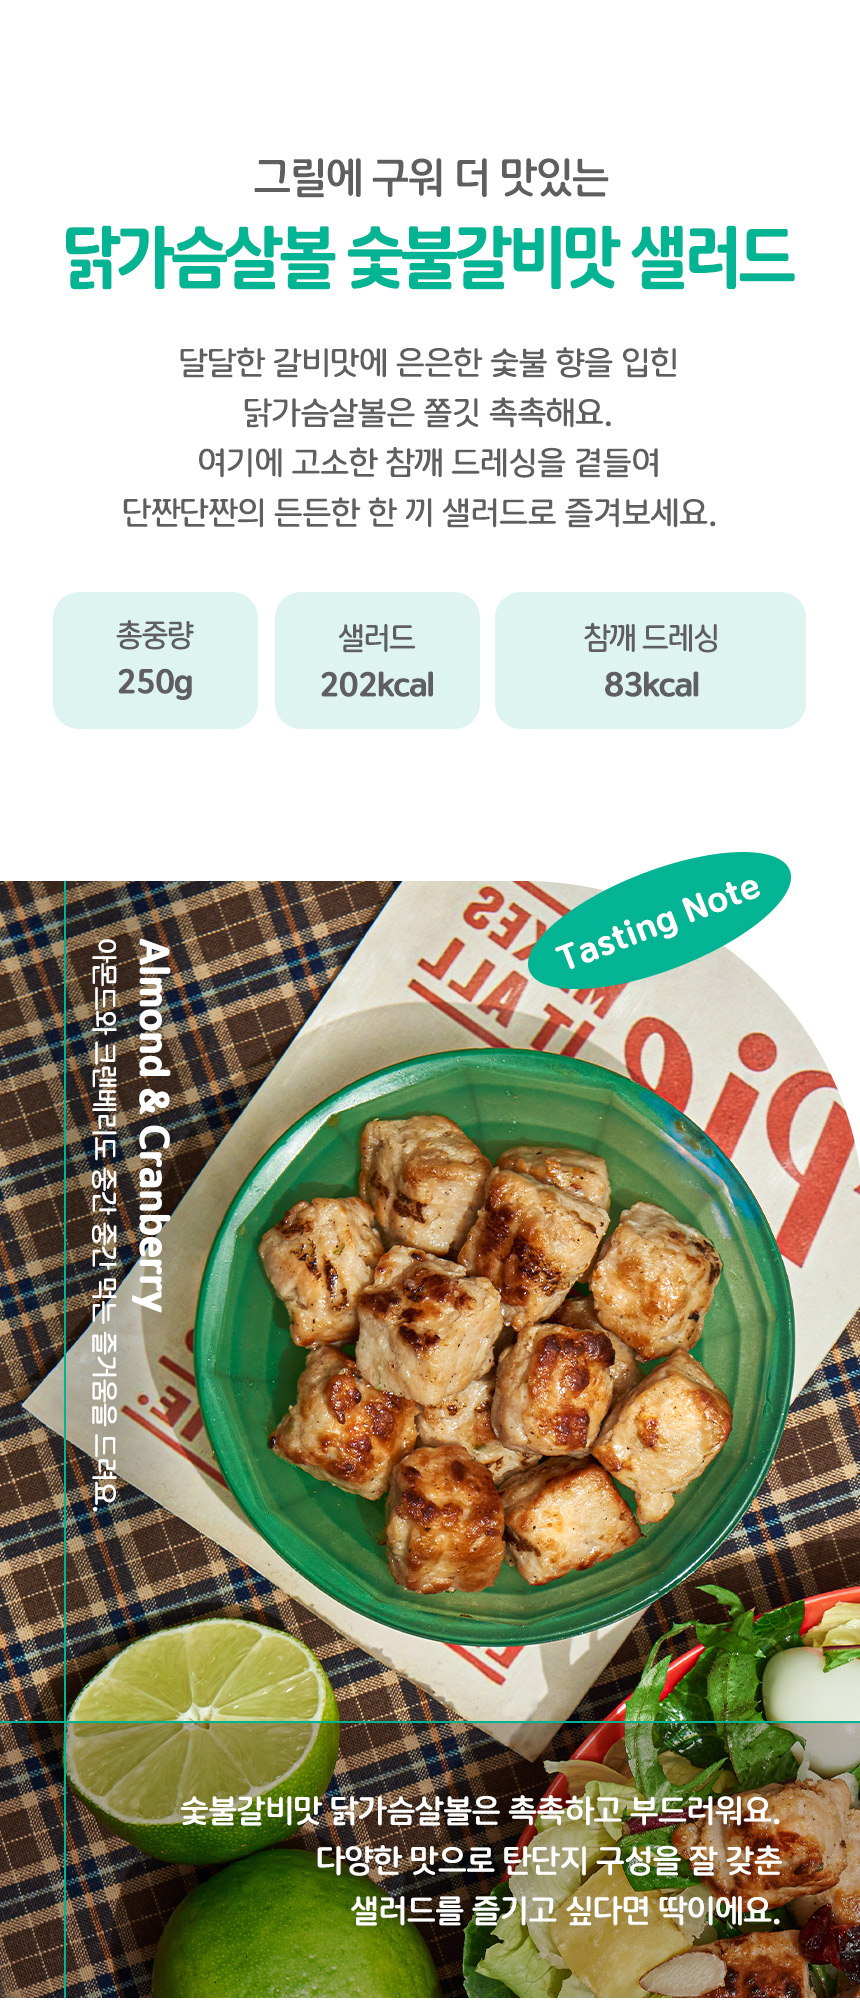 그릴에 구워 더 맛있는
닭가슴살볼 숯불갈비맛 샐러드
달달한 갈비맛에 은은한 숯불 향을 입힌
닭가슴살볼은 쫄깃 촉촉해요.
여기에 고소한 참깨 드레싱을 곁들여
단짠단짠의 든든한 한 끼 샐러드로 즐겨보세요.
총중량
250g
샐러드
202kcal
참깨 드레싱
83kcal
Tasting Note
Almond & Cranberry
아몬드와 크랜베리도 중간 중간 먹는 즐거움을 드려요.
IT ALL
숯불갈비맛 닭가슴살볼은 촉촉하고 부드러워요.
다양한 맛으로 탄단지 구성을 잘 갖춘
샐러드를 즐기고 싶다면 딱이에요.